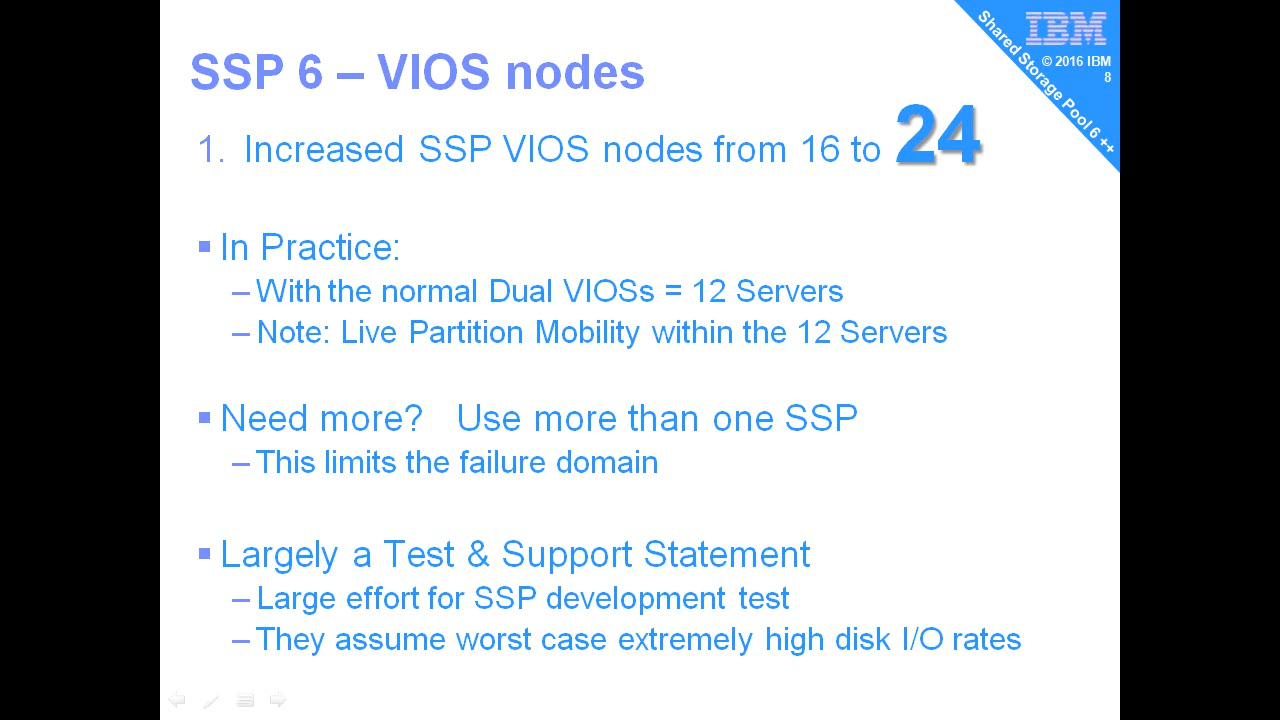 SSP 6 – VIOS nodes
IBM
© 2016 IBM
8
Shared Storage Pool 6 ++
1. Increased SSP VIOS nodes from 16 to 24
▪ In Practice:
– With the normal Dual VIOSs = 12 Servers
– Note: Live Partition Mobility within the 12 Servers
▪ Need more? Use more than one SSP
– This limits the failure domain
▪ Largely a Test & Support Statement
– Large effort for SSP development test
– They assume worst case extremely high disk I/O rates